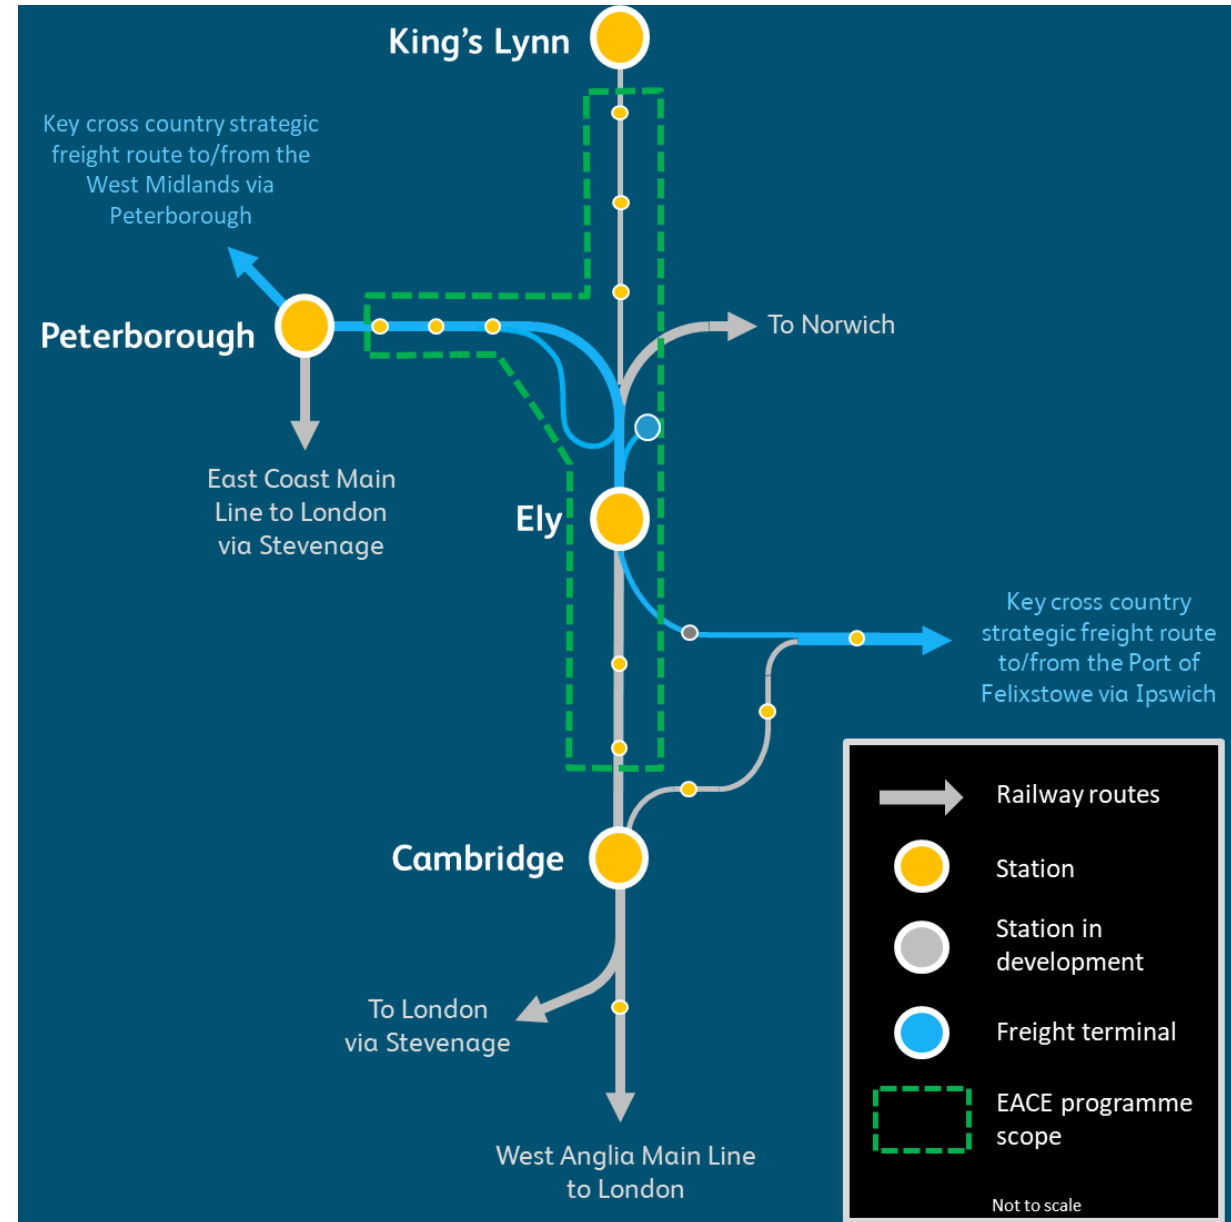 King's Lynn
Key cross country strategic
freight route to/from the
West Midlands via
Peterborough
Peterborough
To Norwich
East Coast Main
Line to London
via Stevenage
Ely
Key cross country
strategic freight route
to/from the Port of
Felixstowe via Ipswich
Cambridge
To London
via Stevenage
West Anglia Main Line
to London
Railway routes
Station
Station in
development
Freight terminal
EACE programme
scope
Not to scale